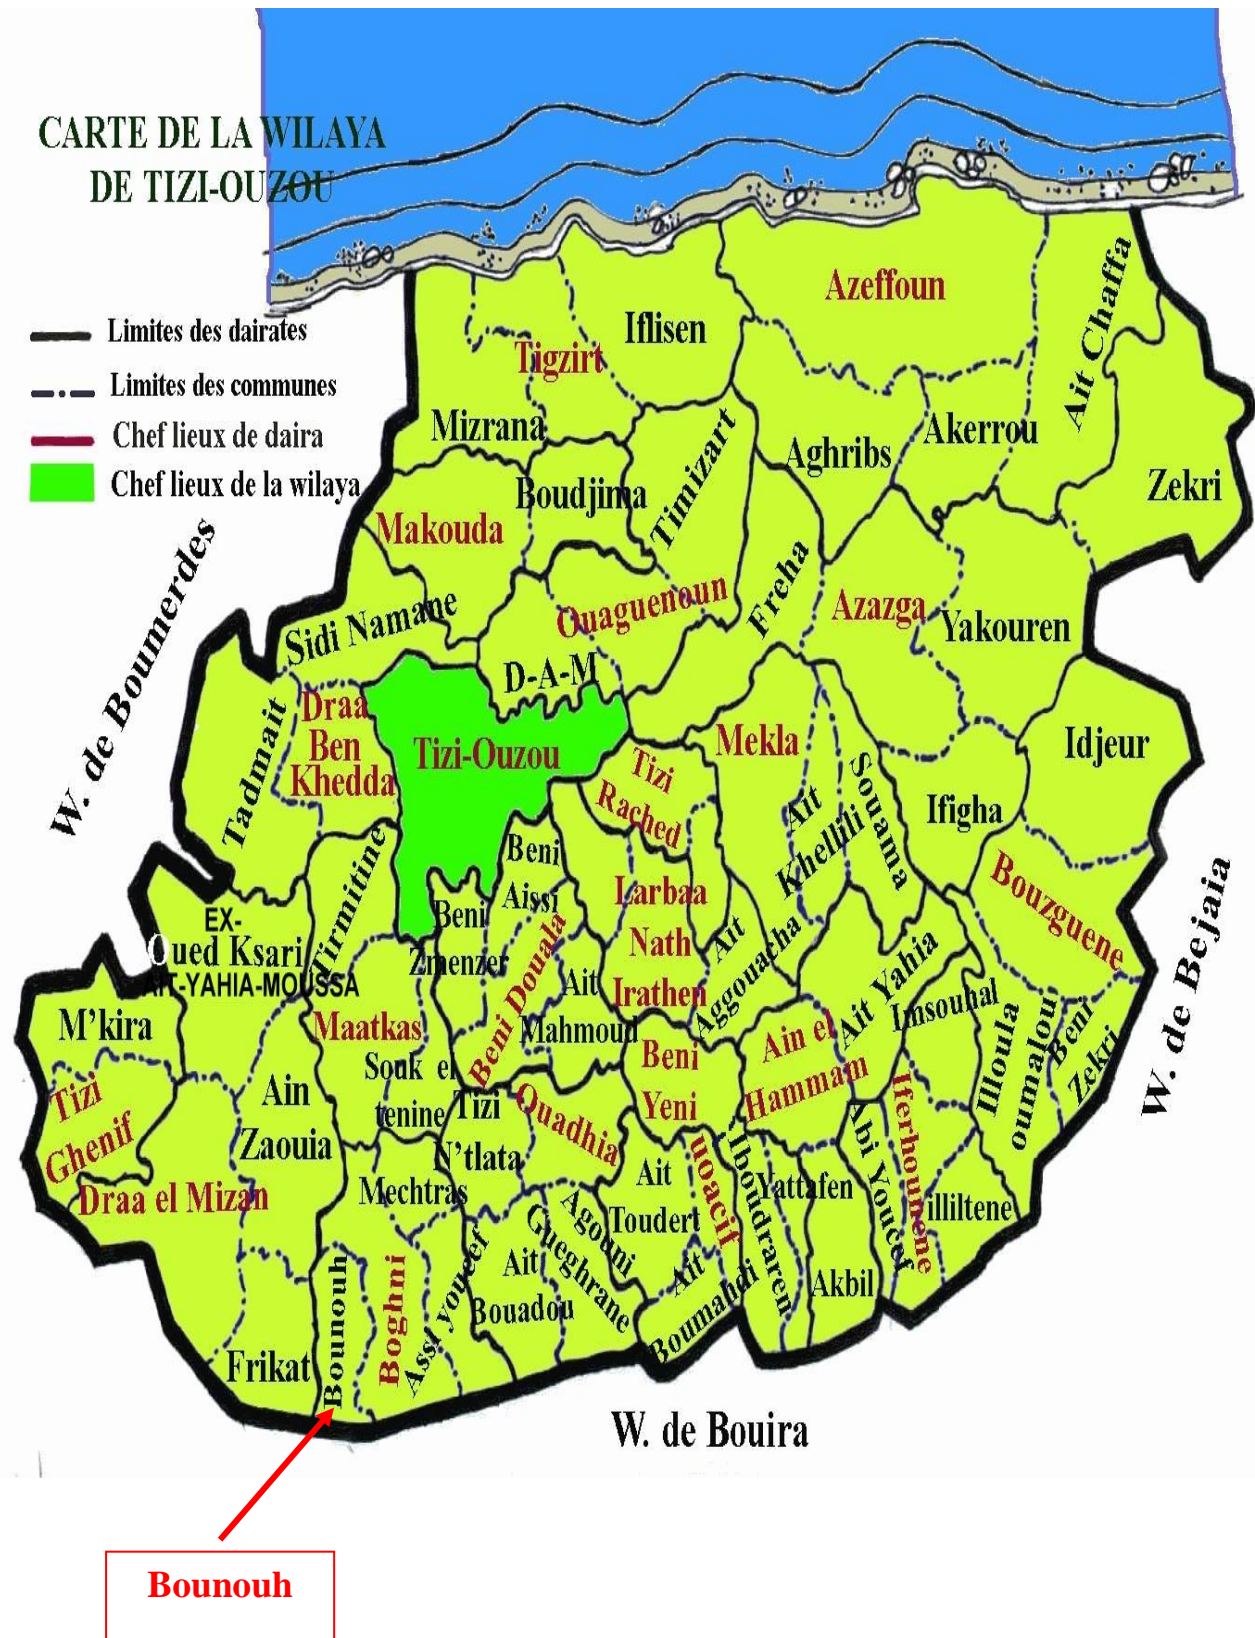 CARTE DE LA WILAYA
DE TIZI-OUZOU
Limites des dairates
Limites des communes
Chef lieux de daira
Chef lieux de la wilaya
W. de Boumerdes
Azeffoun
Ait Chaffa
Iflisen
Tigzirt
Mizrana
Aghribs
Akerrou
Zekri
Boudjima
Timizart
Makouda
Freha
Ouaguenoun
Azazga
Yakouren
Sidi Namane
D-A-M
Draa
Ben
Khedda
Tadmait
Tizi-Ouzou
Mekla
Idjeur
Tizi
Rached
Ait
Khellili
Souama
Ifigha
Tirmitine
Beni
Aissi
Larbaa
Nath
Irathen
Bouzguene
W. de Bejaia
EX-
Oued Ksari
AIT-YAHIA-MOUSSA
Beni
Zmenzer
Beni Douala
Ait
Mahmoud
Ait
Aggouacha
Ait Yahia
Imsouhal
Illoula
oumalou
Beni
Zekri
M'kira
Maatkas
Souk el
tenine
Beni
Yeni
Ain el
Hammam
Tizi
Ghenif
Ain
Zaouia
Tizi
N'tlata
Ouadhia
Iferhounene
Abi Youcef
Draa el Mizan
Mechtras
Ait
Toudert
uoacif
Iboudraren
Yattafen
illiltene
Agouni
Gueghrane
Ait
Bouadou
Assi youcef
Ait
Boumahdi
Akbil
Frikat
Bounouh
Boghni
W. de Bouira
Bounouh